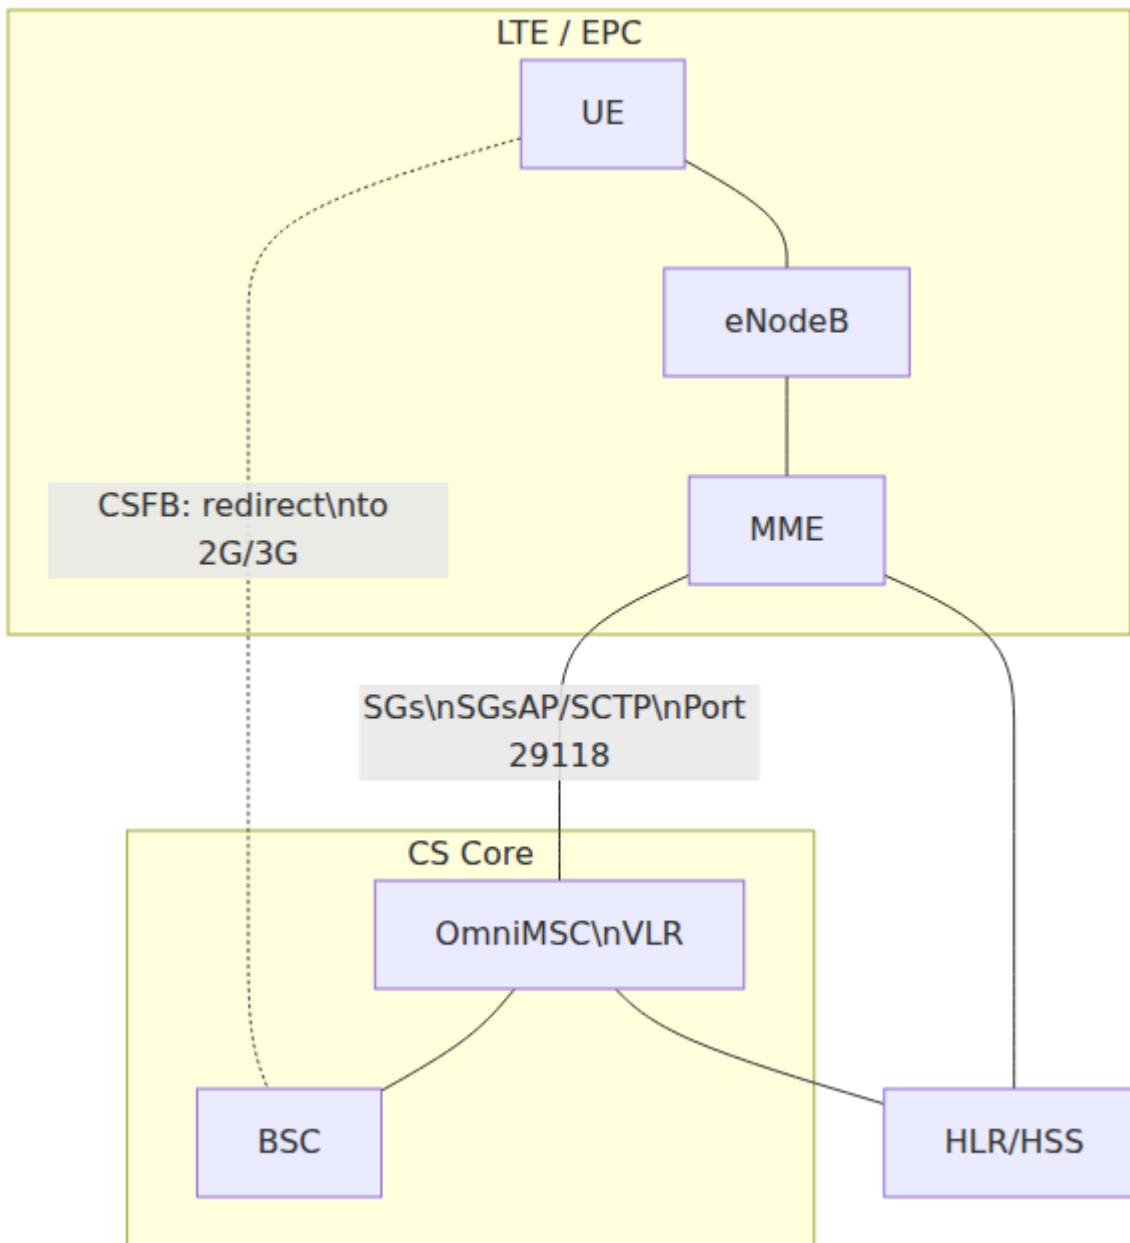 LTE / EPC
UE
eNodeB
CSFB: redirect\nto
2G/3G
MME
SGs\nSGsAP/SCTP\nPort
29118
CS Core
OmniMSC\nVLR
BSC
HLR/HSS